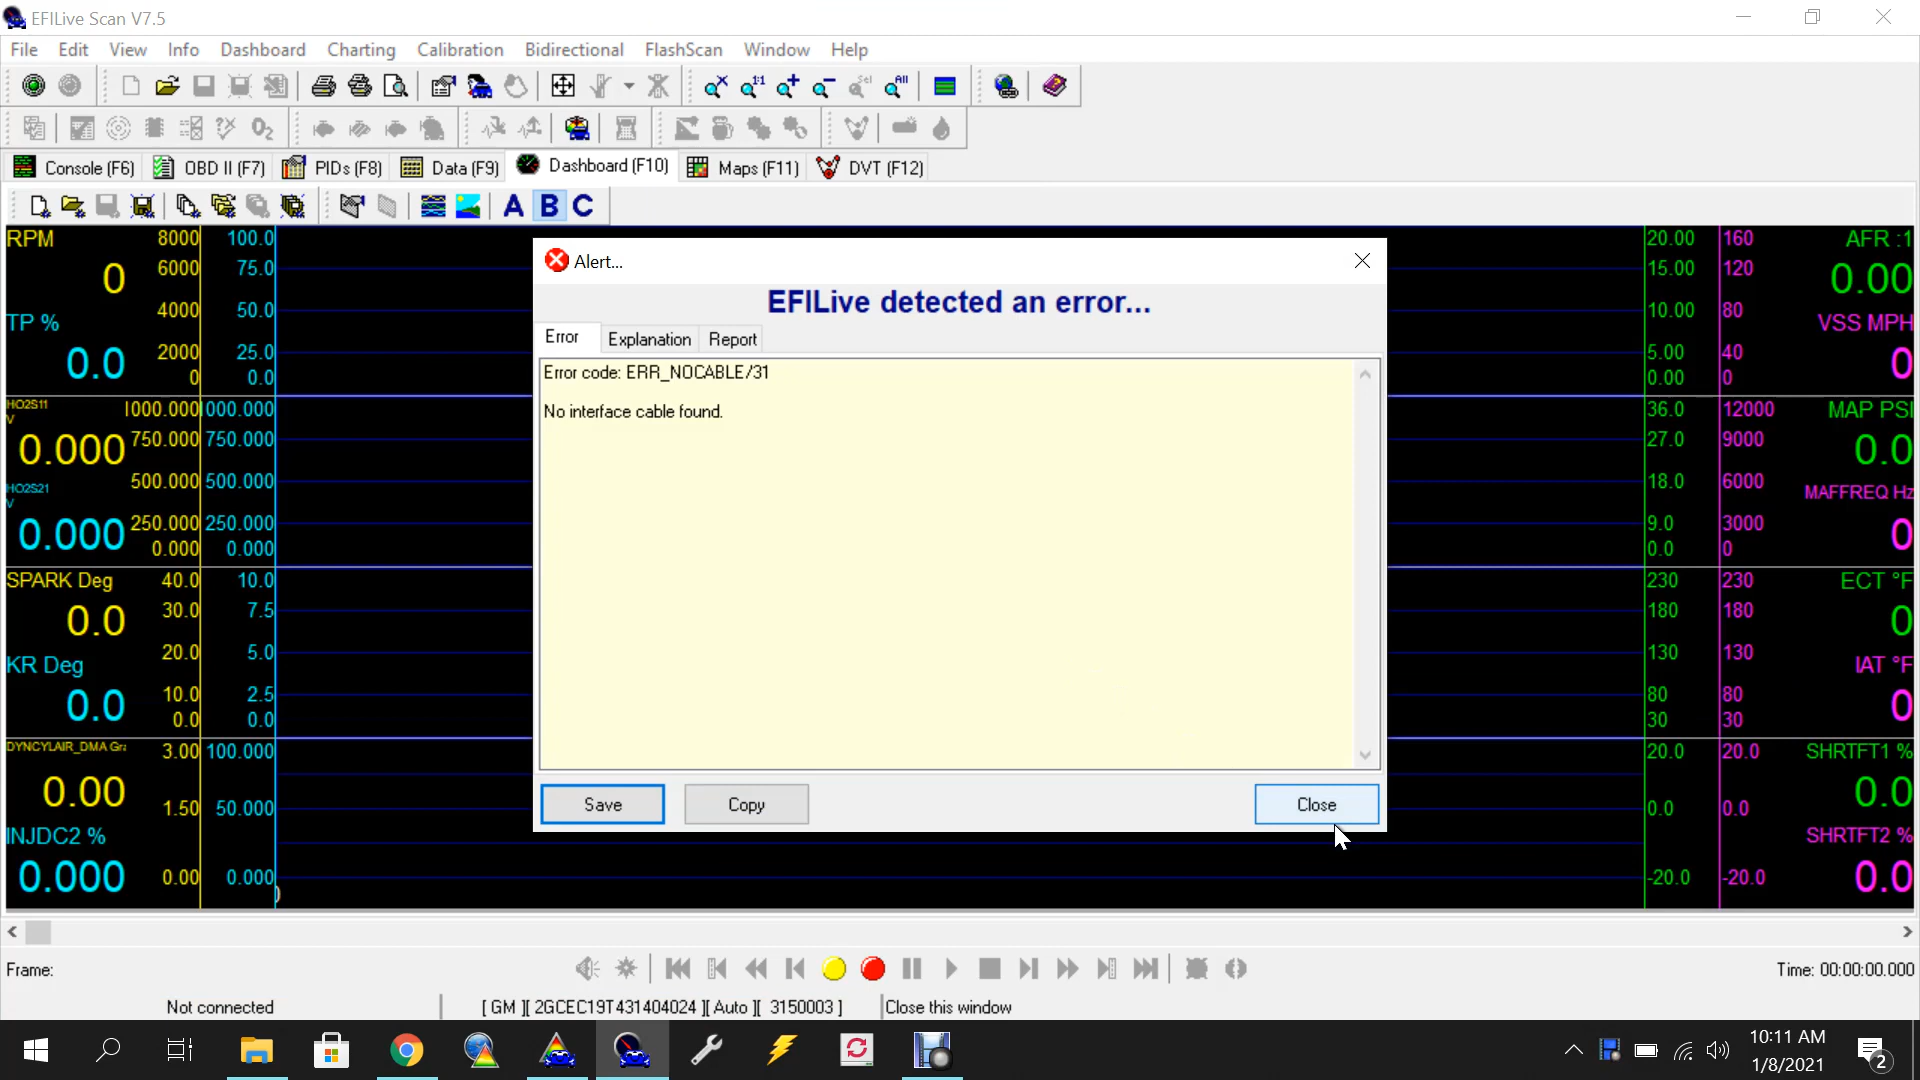 EFILive Scan V7.5
File Edit View Info Dashboard Charting Calibration Bidirectional FlashScan Window Help
1:1 Sel All
O2
Console (F6) OBD II (F7) PIDs (F8) Data (F9) Dashboard (F10) Maps (F11) DVT (F12)
A B C
RPM 8000 100.0
0 6000 75.0
4000 50.0
TP %
0.0 2000 25.0
0 0.0
20.00 160 AFR :1
15.00 120 0.00
10.00 80 VSS MPH
5.00 40 0
0.00 0
Alert...
EFILive detected an error...
Error Explanation Report
Error code: ERR_NOCABLE/31
No interface cable found.
Save Copy Close
HO2S11
V
1000.000 1000.000
0.000 750.000 750.000
HO2S21
V
500.000 500.000
0.000 250.000 250.000
0.000 0.000
36.0 12000 MAP PSI
27.0 9000 0.0
18.0 6000 MAFFREQ Hz
9.0 3000 0
0.0 0
SPARK Deg 40.0 10.0
0.0 30.0 7.5
20.0 5.0
KR Deg
0.0 10.0 2.5
0.0 0.0
230 230 ECT °F
180 180 0
130 130 IAT °F
80 80 0
30 30
DYNCYLAIR_DMA Gra 3.00 100.000
0.00 1.50 50.000
INJDC2 %
0.000 0.00 0.000
0
20.0 20.0 SHRTFT1 %
0.0 0.0 0.0
SHRTFT2 %
-20.0 -20.0 0.0
Frame: Time: 00:00:00.000
Not connected [ GM ][ 2GCEC19T431404024 ][ Auto ][ 3150003 ] Close this window
10:11 AM
1/8/2021
2